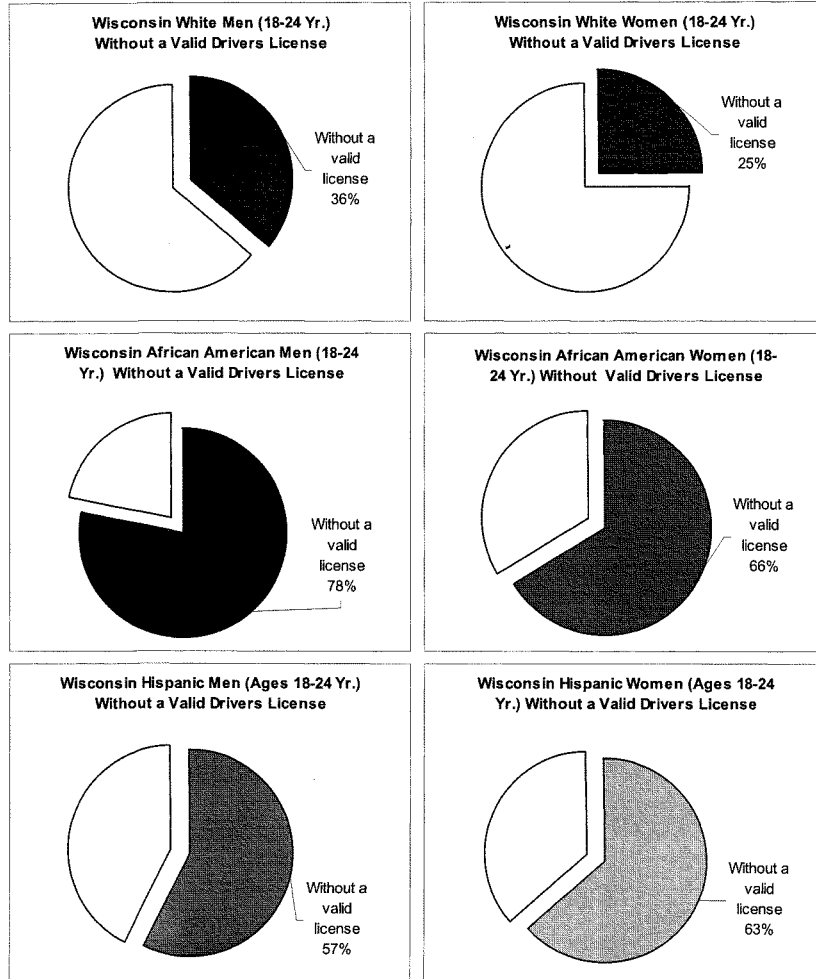 Wisconsin White Men (18-24 Yr.)
Without a Valid Drivers License
Without a
valid
license
36%
Wisconsin White Women (18-24 Yr.)
Without a Valid Drivers License
Without a
valid
license
25%
Wisconsin African American Men (18-24
Yr.) Without a Valid Drivers License
Without a
valid
license
78%
Wisconsin African American Women (18-
24 Yr.) Without Valid Drivers License
Without a
valid
license
66%
Wisconsin Hispanic Men (Ages 18-24 Yr.)
Without a Valid Drivers License
Without a
valid
license
57%
Wisconsin Hispanic Women (Ages 18-24
Yr.) Without a Valid Drivers License
Without a
valid
license
63%